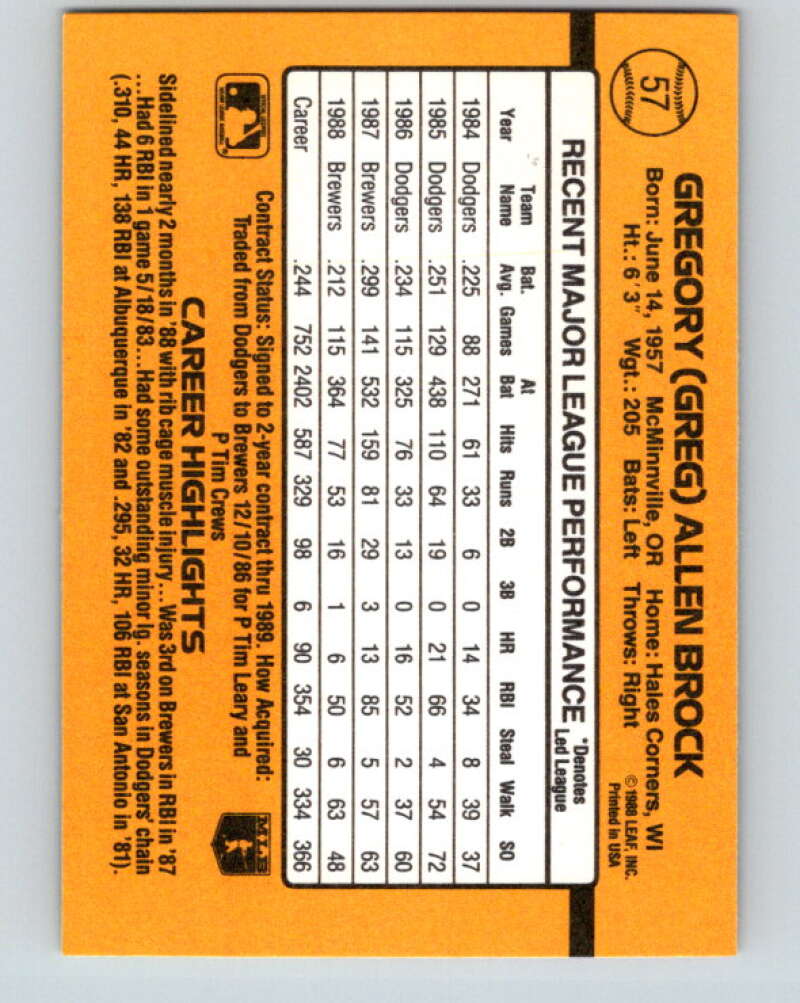 57
GREGORY (GREG) ALLEN BROCK
Born: June 14, 1957 McMinnville, OR Home: Hales Corners, WI
Ht.: 6'3" Wgt.: 205 Bats: Left Throws: Right
© 1988 LEAF, INC.
Printed in USA
RECENT MAJOR LEAGUE PERFORMANCE *Denotes
Led League
Team Bat. At
Year Name Avg. Games Bat Hits Runs 2B 3B HR RBI Steal Walk SO
1984 Dodgers .225 88 271 61 33 6 0 14 34 8 39 37
1985 Dodgers .251 129 438 110 64 19 0 21 66 4 54 72
1986 Dodgers .234 115 325 76 33 13 0 16 52 2 37 60
1987 Brewers .299 141 532 159 81 29 3 13 85 5 57 63
1988 Brewers .212 115 364 77 53 16 1 6 50 6 63 48
Career .244 752 2402 587 329 98 6 90 354 30 334 366
Contract Status: Signed to 2-year contract thru 1989. How Acquired:
Traded from Dodgers to Brewers 12/10/86 for P Tim Leary and
P Tim Crews
MLB
CAREER HIGHLIGHTS
Sidelined nearly 2 months in '88 with rib cage muscle injury... Was 3rd on Brewers in RBI in '87
...Had 6 RBI in 1 game 5/18/83... Had some outstanding minor lg. seasons in Dodgers' chain
(.310, 44 HR, 138 RBI at Albuquerque in '82 and .295, 32 HR, 106 RBI at San Antonio in '81).